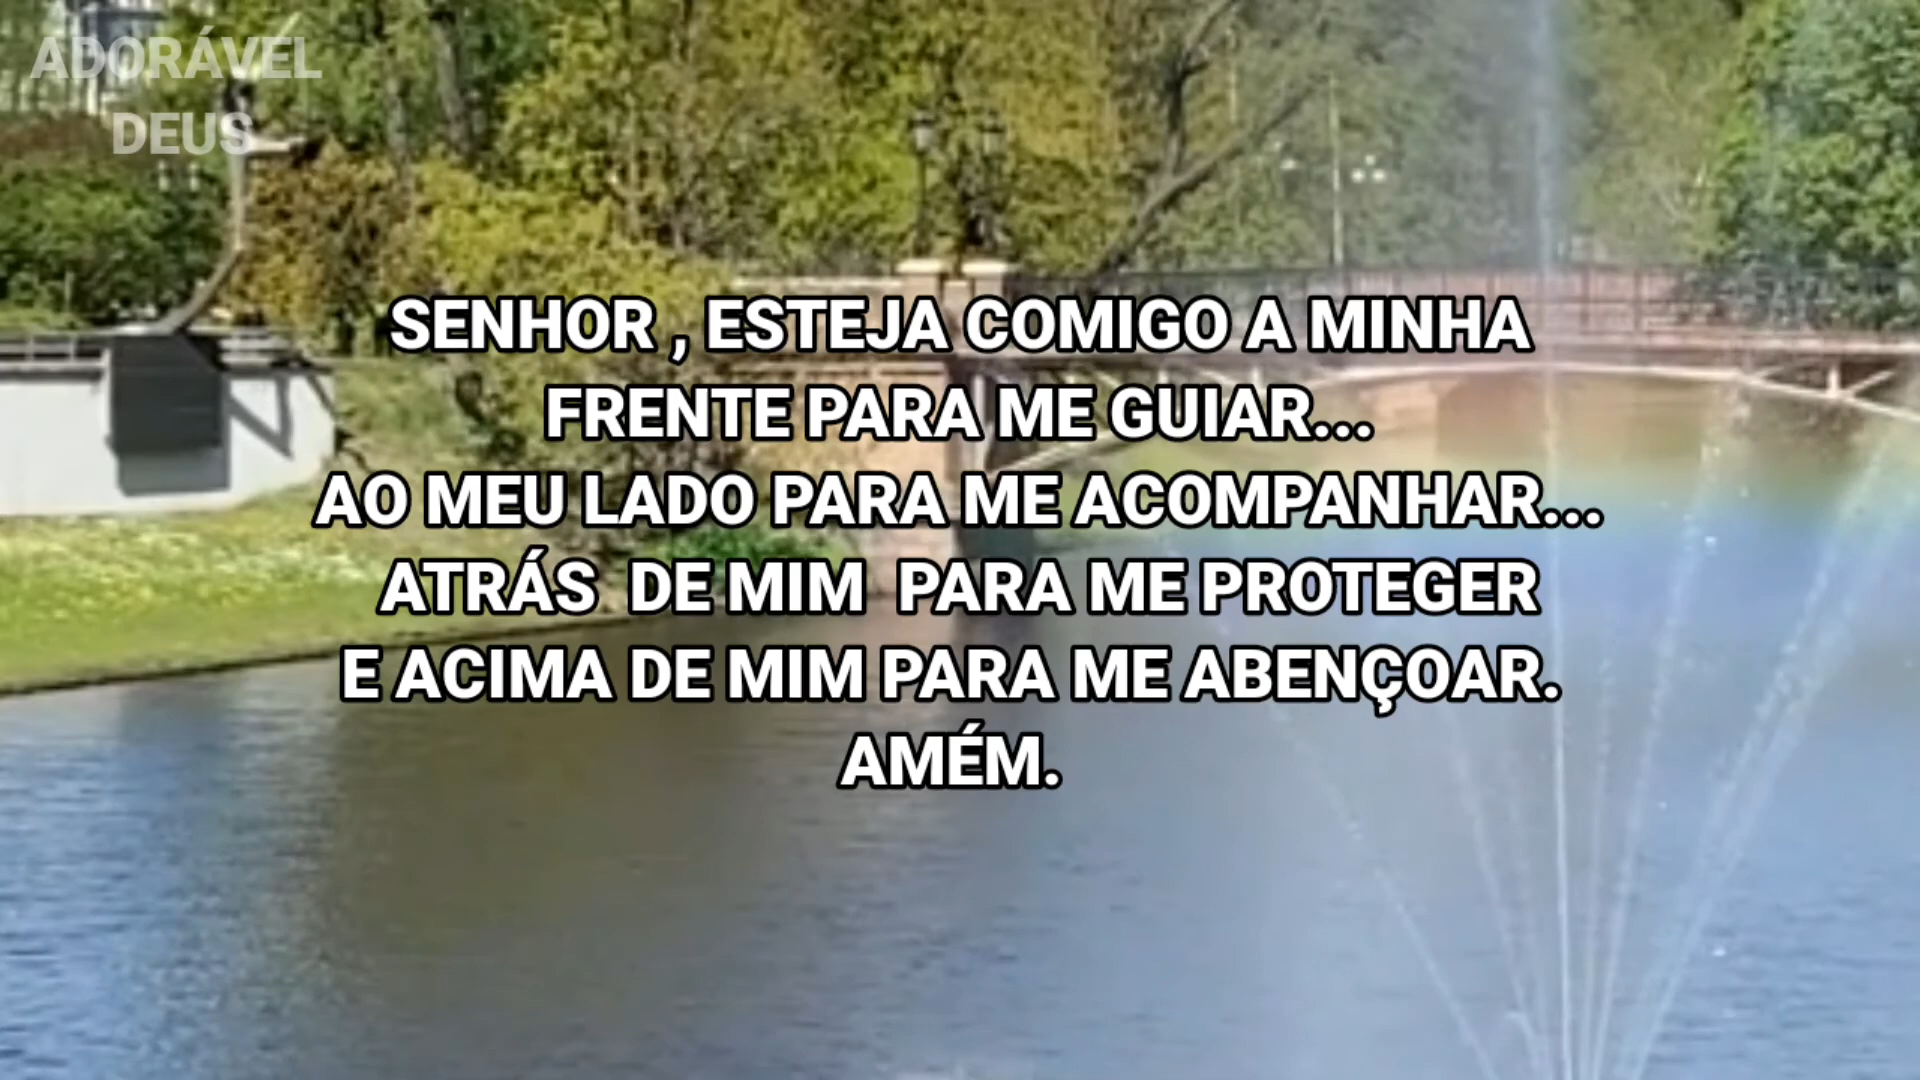 ADORÁVEL
DEUS
SENHOR , ESTEJA COMIGO A MINHA
FRENTE PARA ME GUIAR...
AO MEU LADO PARA ME ACOMPANHAR...
ATRÁS  DE MIM  PARA ME PROTEGER
E ACIMA DE MIM PARA ME ABENÇOAR.
AMÉM.